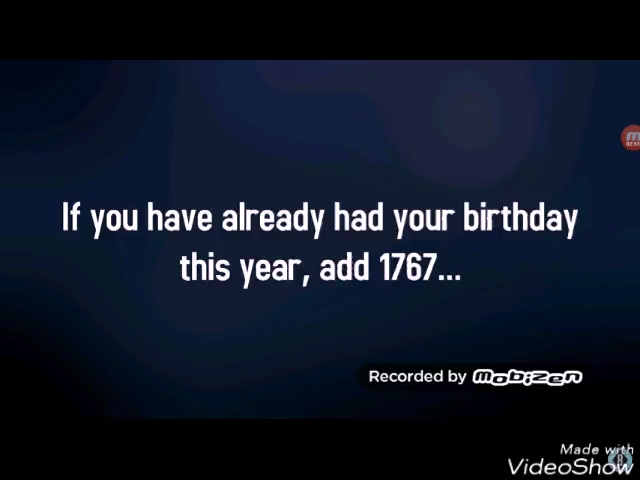 If you have already had your birthday
this year, add 1767...
Recorded by mobizen
Made with
VideoShow